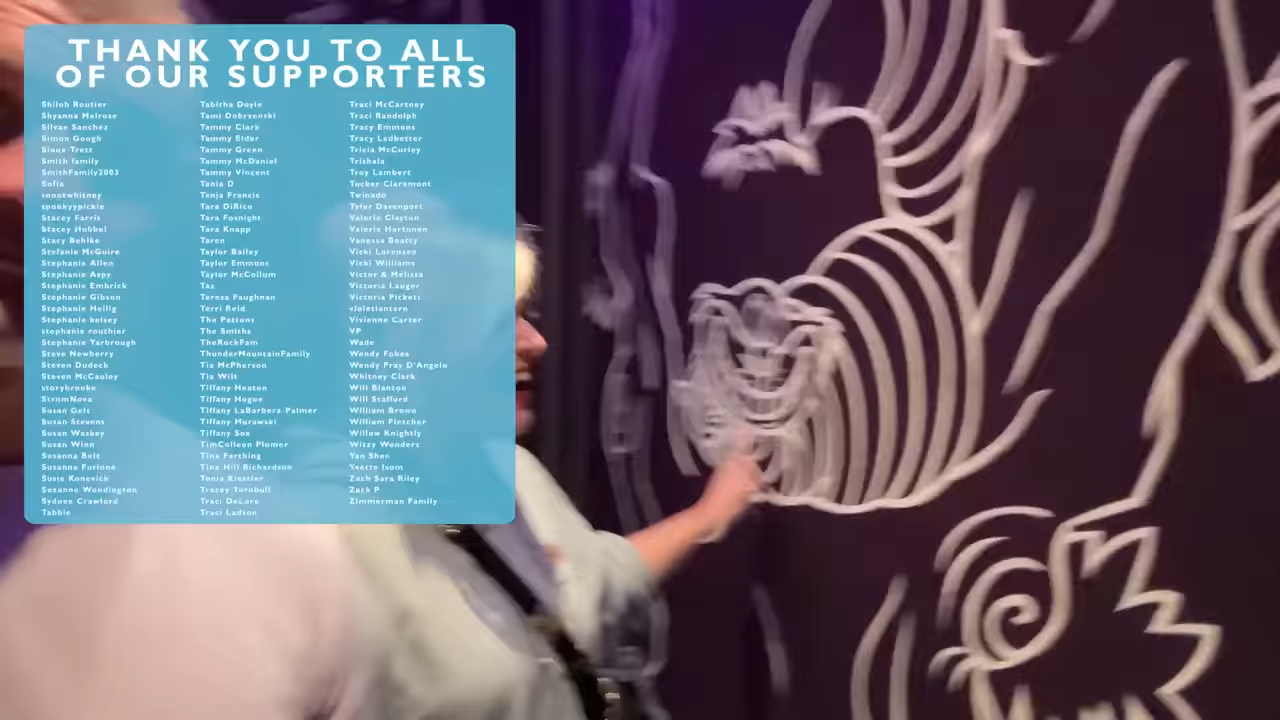 THANK YOU TO ALL
OF OUR SUPPORTERS
Shiloh Routier
Shyanna Melrose
Silvae Sanchez
Simon Gough
Sioux Trett
Smith family
SmithFamily2003
Sofia
sonotwhitney
spookyypickle
Stacey Farris
Stacey Hobbel
Stacy Behlke
Stefanie McGuire
Stephanie Allen
Stephanie Aspy
Stephanie Embrick
Stephanie Gibson
Stephanie Heilig
Stephanie kelsey
stephanie routhier
Stephanie Yarbrough
Steve Newberry
Steven Dudeck
Steven McCauley
storybrooke
StromNova
Susan Gels
Susan Stevens
Susan Waskey
Susan Winn
Susanna Belt
Susanne Furlone
Susie Konevich
Suzanne Woodington
Sydnee Crawford
Tabbie
Tabitha Doyle
Tami Dobrzenski
Tammy Clark
Tammy Elder
Tammy Green
Tammy McDaniel
Tammy Vincent
Tania D
Tanja Francis
Tara DiRico
Tara Fosnight
Tara Knapp
Taren
Taylor Bailey
Taylor Emmons
Taylor McCollum
Taz
Teresa Faughnan
Terri Reid
The Pattons
The Smiths
TheRockFam
ThunderMountainFamily
Tia McPherson
Tia Wilt
Tiffany Heaton
Tiffany Hogue
Tiffany LaBarbera-Palmer
Tiffany Murawski
Tiffany Sox
TimColleen Plumer
Tina Farthing
Tina Hill Richardson
Tonia Klestler
Tracey Turnbull
Traci DeLore
Traci Ladson
Traci McCartney
Traci Randolph
Tracy Emmons
Tracy Ledbetter
Tricia McCurley
Trishala
Troy Lambert
Tucker Claremont
Twinado
Tyler Davenport
Valerie Clayton
Valerie Hartunen
Vanessa Beatty
Vicki Lorensen
Vicki Williams
Victor & Melissa
Victoria Lauger
Victoria Pickett
violetlantern
Vivienne Carter
VP
Wade
Wendy Fobes
Wendy Pray D'Angelo
Whitney Clark
Will Blanton
Will Stafford
William Brown
William Fletcher
Willow Knightly
Witzy Wonders
Yan Shen
Yvette Isom
Zach Sara Riley
Zack P
Zimmerman Family